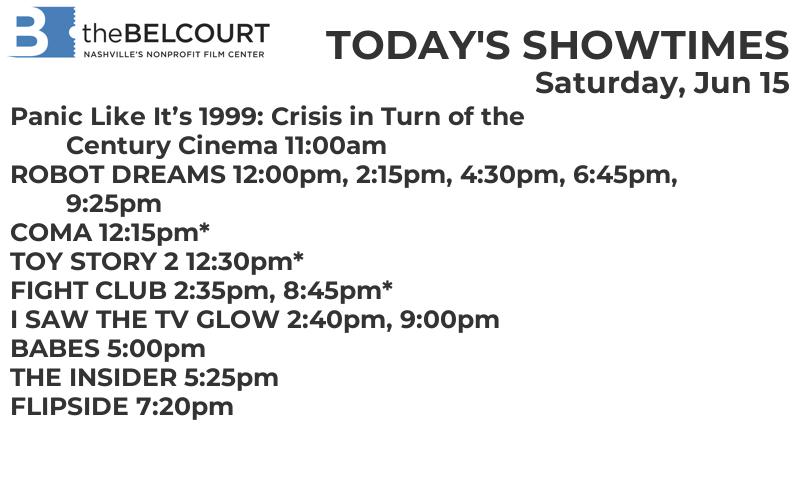 B theBELCOURT
NASHVILLE'S NONPROFIT FILM CENTER
TODAY'S SHOWTIMES
Saturday, Jun 15
Panic Like It’s 1999: Crisis in Turn of the
Century Cinema 11:00am
ROBOT DREAMS 12:00pm, 2:15pm, 4:30pm, 6:45pm,
9:25pm
COMA 12:15pm*
TOY STORY 2 12:30pm*
FIGHT CLUB 2:35pm, 8:45pm*
I SAW THE TV GLOW 2:40pm, 9:00pm
BABES 5:00pm
THE INSIDER 5:25pm
FLIPSIDE 7:20pm